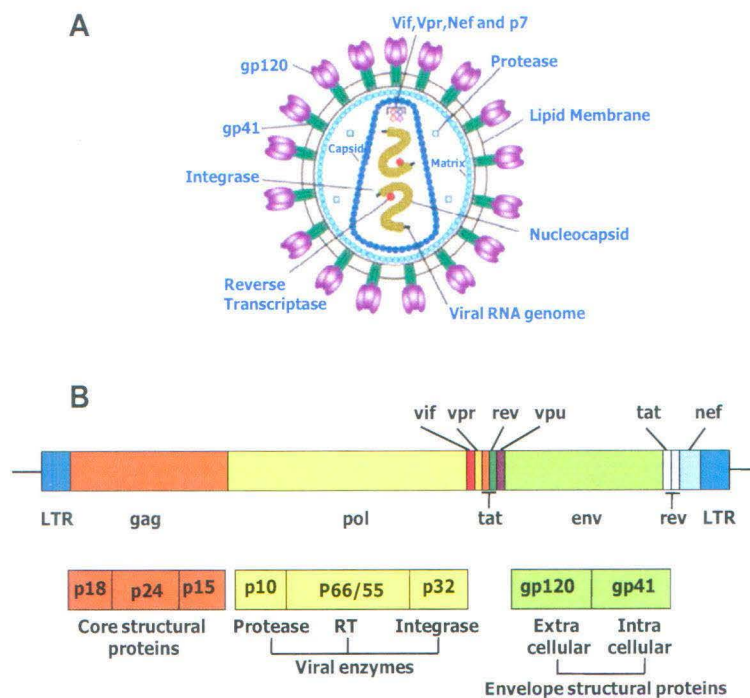 A
Vif,Vpr,Nef and p7
gp120
Protease
gp41
Lipid Membrane
Capsid
Matrix
Integrase
Nucleocapsid
Reverse
Transcriptase
Viral RNA genome
B
vif vpr rev vpu tat nef
LTR gag pol tat env rev LTR
p18 p24 p15 p10 P66/55 p32 gp120 gp41
Core structural
proteins
Protease RT Integrase
Viral enzymes
Extra
cellular
Intra
cellular
Envelope structural proteins